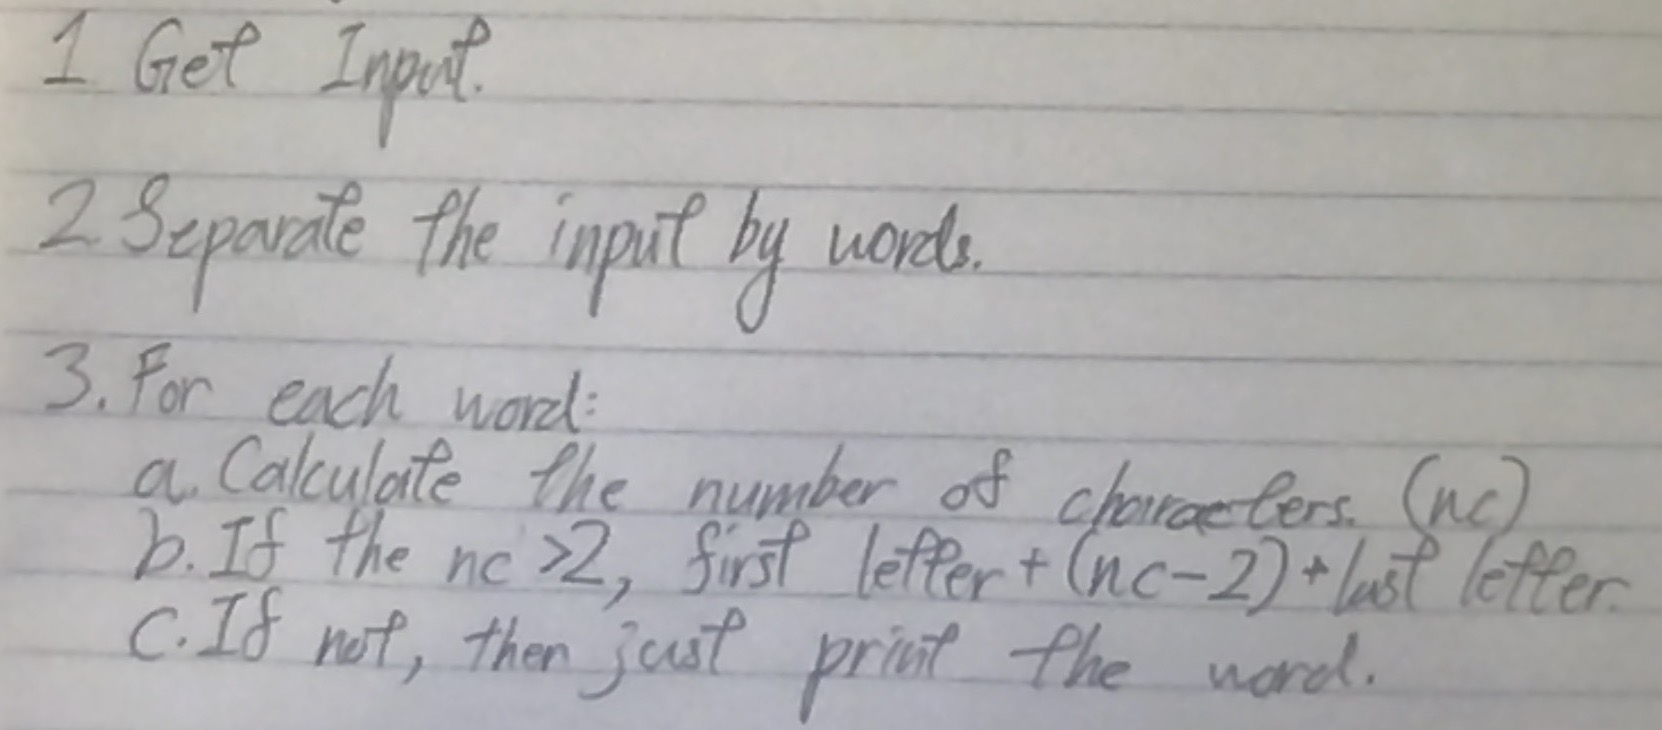 1 Get Input.
2. Separate the input by words.
3. For each word:
a. Calculate the number of characters. (nc)
b. If the nc >2, first letter + (nc-2) + last letter.
c. If not, then just print the word.